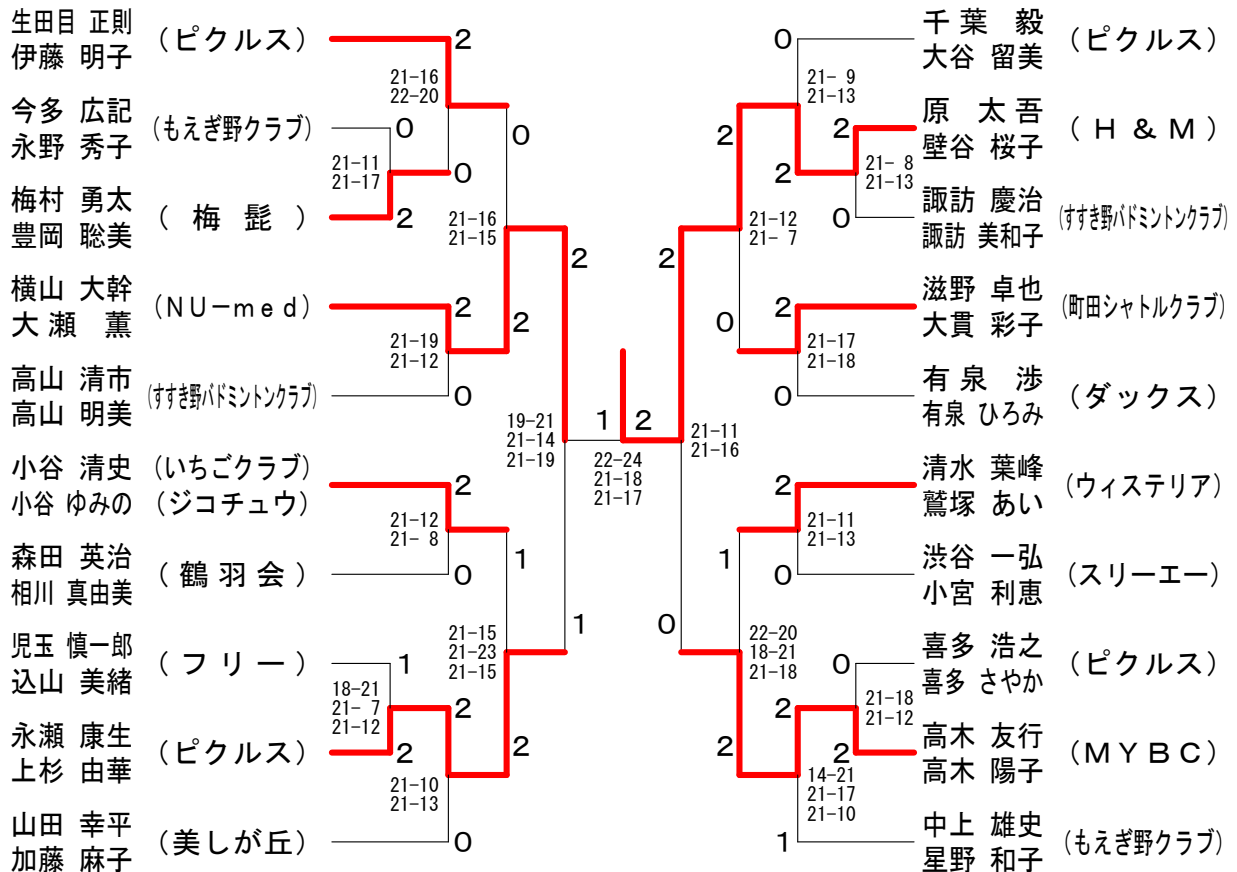 生田目 正則
伊藤 明子
(ピクルス)
2
21-16
22-20
今多 広記
永野 秀子
(もえぎ野クラブ)
0
0
21-11
21-17
0
梅村 勇太
豊岡 聡美
(梅髭)
2
21-16
21-15
2
横山 大幹
大瀬 薫
(NU-med)
2
2
21-19
21-12
高山 清市
高山 明美
(すすき野バドミントンクラブ)
0
19-21
21-14
21-19
1
2
22-24
21-18
21-17
小谷 清史
小谷 ゆみの
(いちごクラブ)
(ジコチュウ)
2
21-12
21- 8
1
森田 英治
相川 真由美
(鶴羽会)
0
21-15
21-23
21-15
1
児玉 慎一郎
込山 美緒
(フリー)
1
18-21
21- 7
21-12
2
永瀬 康生
上杉 由華
(ピクルス)
2
2
21-10
21-13
山田 幸平
加藤 麻子
(美しが丘)
0
0
千葉 毅
大谷 留美
(ピクルス)
21- 9
21-13
2
2
原 太吾
壁谷 桜子
(H&M)
2
21- 8
21-13
0
諏訪 慶治
諏訪 美和子
(すすき野バドミントンクラブ)
21-12
21- 7
2
2
滋野 卓也
大貫 彩子
(町田シャトルクラブ)
0
21-17
21-18
0
有泉 渉
有泉 ひろみ
(ダックス)
21-11
21-16
2
清水 葉峰
鷲塚 あい
(ウィステリア)
21-11
21-13
1
0
渋谷 一弘
小宮 利恵
(スリーエー)
0
22-20
18-21
21-18
0
喜多 浩之
喜多 さやか
(ピクルス)
21-18
21-12
2
2
2
高木 友行
高木 陽子
(MYBC)
14-21
21-17
21-10
1
中上 雄史
星野 和子
(もえぎ野クラブ)